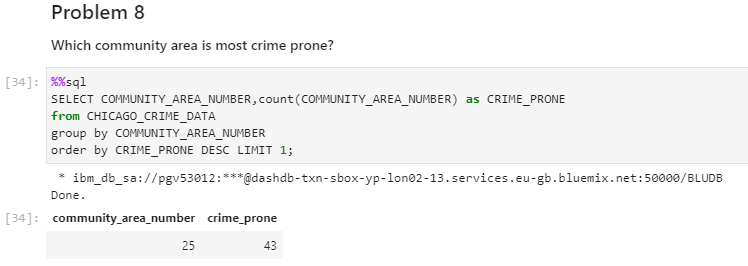 Problem 8
Which community area is most crime prone?
[34]: %%sql
SELECT COMMUNITY_AREA_NUMBER,count(COMMUNITY_AREA_NUMBER) as CRIME_PRONE
from CHICAGO_CRIME_DATA
group by COMMUNITY_AREA_NUMBER
order by CRIME_PRONE DESC LIMIT 1;
* ibm_db_sa://pgv53012:***@dashdb-txn-sbox-yp-lon02-13.services.eu-gb.bluemix.net:50000/BLUDB
Done.
[34]: community_area_number crime_prone
25 43